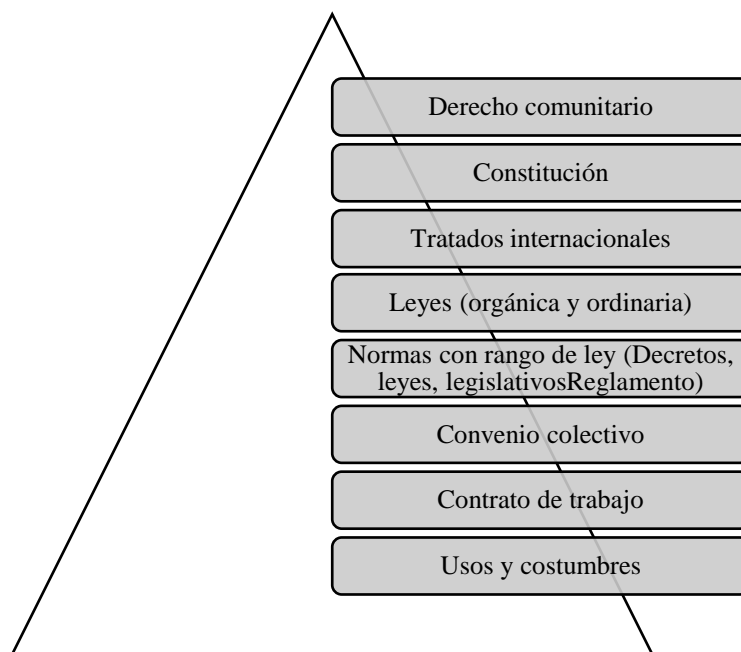 Derecho comunitario
Constitución
Tratados internacionales
Leyes (orgánica y ordinaria)
Normas con rango de ley (Decretos,
leyes, legislativosReglamento)
Convenio colectivo
Contrato de trabajo
Usos y costumbres